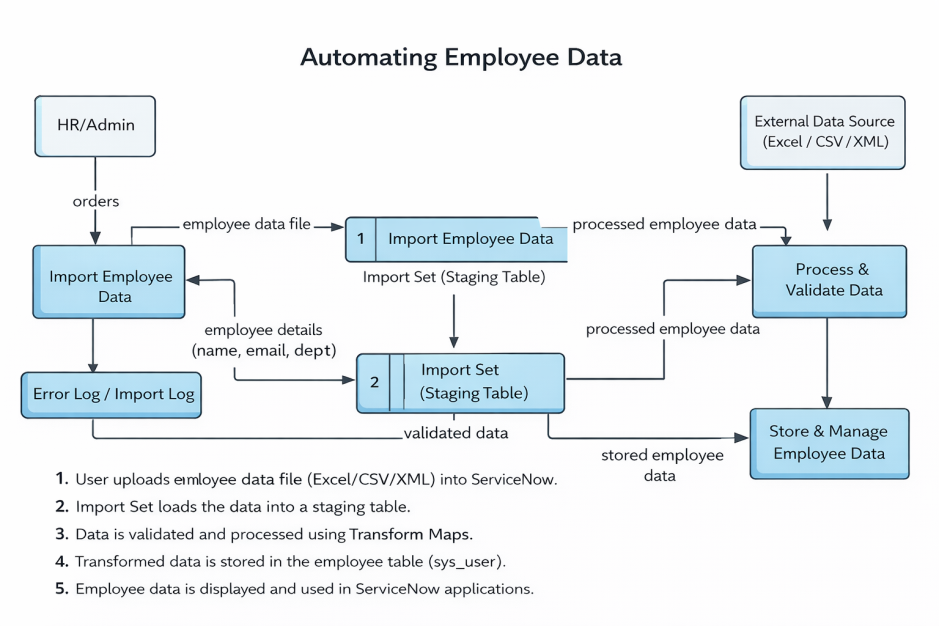 Automating Employee Data
HR/Admin
External Data Source
(Excel / CSV / XML)
orders
employee data file
1
Import Employee Data
processed employee data
Import Set (Staging Table)
Import Employee
Data
Process &
Validate Data
employee details
(name, email, dept)
processed employee data
Error Log / Import Log
2
Import Set
(Staging Table)
validated data
Store & Manage
Employee Data
stored employee
data
1. User uploads emloyee data file (Excel/CSV/XML) into ServiceNow.
2. Import Set loads the data into a staging table.
3. Data is validated and processed using Transform Maps.
4. Transformed data is stored in the employee table (sys_user).
5. Employee data is displayed and used in ServiceNow applications.